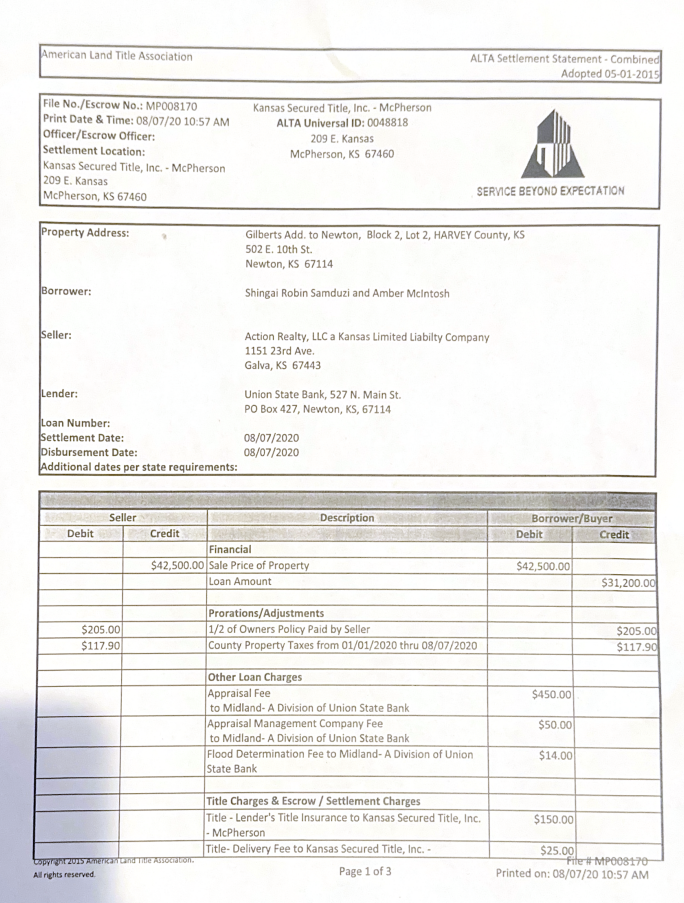 American Land Title Association
ALTA Settlement Statement - Combined
Adopted 05-01-2015
File No./Escrow No.: MP008170
Print Date & Time: 08/07/20 10:57 AM
Officer/Escrow Officer:
Settlement Location:
Kansas Secured Title, Inc. - McPherson
209 E. Kansas
McPherson, KS 67460
Kansas Secured Title, Inc. - McPherson
ALTA Universal ID: 0048818
209 E. Kansas
McPherson, KS 67460
SERVICE BEYOND EXPECTATION
Property Address: Gilberts Add. to Newton, Block 2, Lot 2, HARVEY County, KS
502 E. 10th St.
Newton, KS 67114
Borrower: Shingai Robin Samduzi and Amber McIntosh
Seller: Action Realty, LLC a Kansas Limited Liabilty Company
1151 23rd Ave.
Galva, KS 67443
Lender: Union State Bank, 527 N. Main St.
PO Box 427, Newton, KS, 67114
Loan Number:
Settlement Date: 08/07/2020
Disbursement Date: 08/07/2020
Additional dates per state requirements:
Seller Description Borrower/Buyer
Debit Credit Debit Credit
Financial
$42,500.00 Sale Price of Property $42,500.00
Loan Amount $31,200.00
Prorations/Adjustments
$205.00 1/2 of Owners Policy Paid by Seller $205.00
$117.90 County Property Taxes from 01/01/2020 thru 08/07/2020 $117.90
Other Loan Charges
Appraisal Fee $450.00
to Midland- A Division of Union State Bank
Appraisal Management Company Fee $50.00
to Midland- A Division of Union State Bank
Flood Determination Fee to Midland- A Division of Union $14.00
State Bank
Title Charges & Escrow / Settlement Charges
Title - Lender's Title Insurance to Kansas Secured Title, Inc. $150.00
- McPherson
Title- Delivery Fee to Kansas Secured Title, Inc. - $25.00
Copyright 2015 American Land Title Association.
All rights reserved.
Page 1 of 3
File # MP008170
Printed on: 08/07/20 10:57 AM